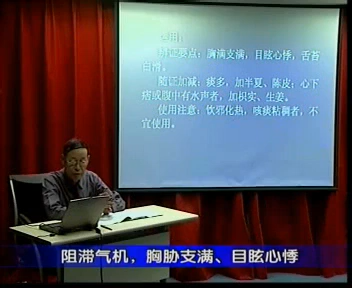 运用：
辨证要点：胸满支满，目眩心悸，舌苔
白滑。
随证加减：痰多，加半夏、陈皮；心下
痞或腹中有水声者，加枳实、生姜。
使用注意：饮邪化热，咳痰粘稠者，不
宜使用。
阻滞气机，胸胁支满、目眩心悸